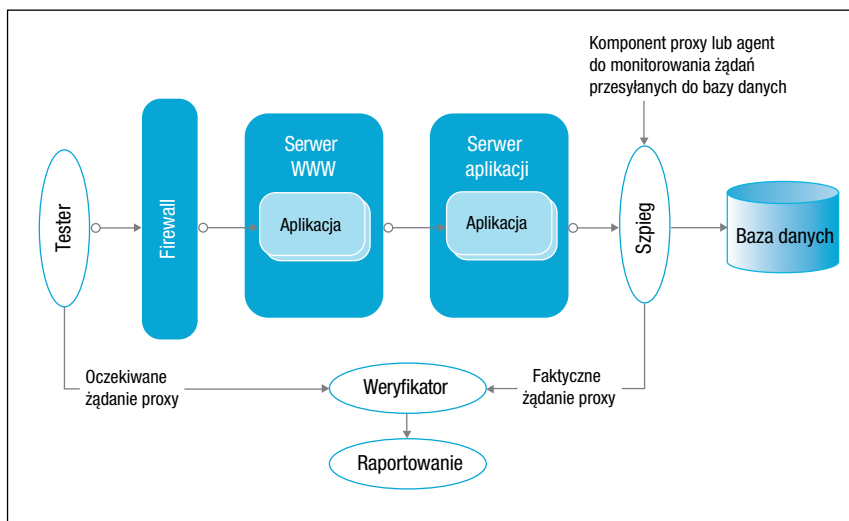 Komponent proxy lub agent
do monitorowania żądań
przesyłanych do bazy danych
Tester
Firewall
Serwer
WWW
Aplikacja
Serwer
aplikacji
Aplikacja
Szpieg
Baza danych
Oczekiwane
żądanie proxy
Weryfikator
Faktyczne
żądanie proxy
Raportowanie